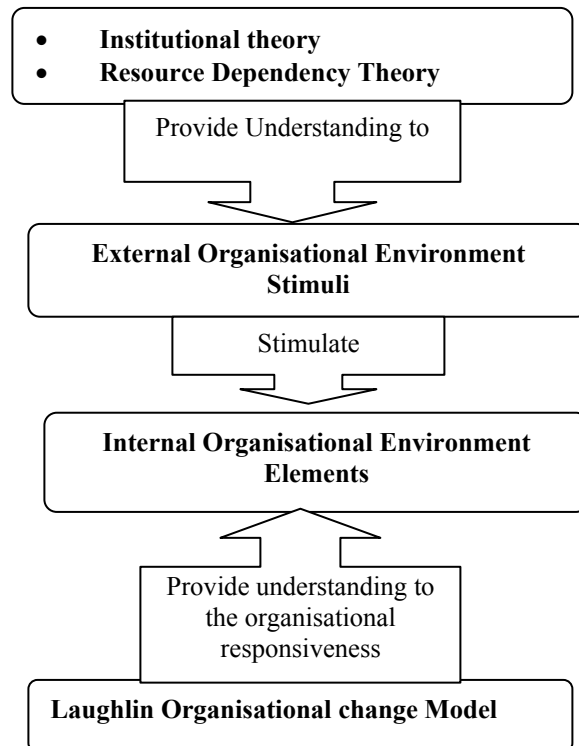 • Institutional theory
• Resource Dependency Theory
Provide Understanding to
External Organisational Environment
Stimuli
Stimulate
Internal Organisational Environment
Elements
Provide understanding to
the organisational
responsiveness
Laughlin Organisational change Model